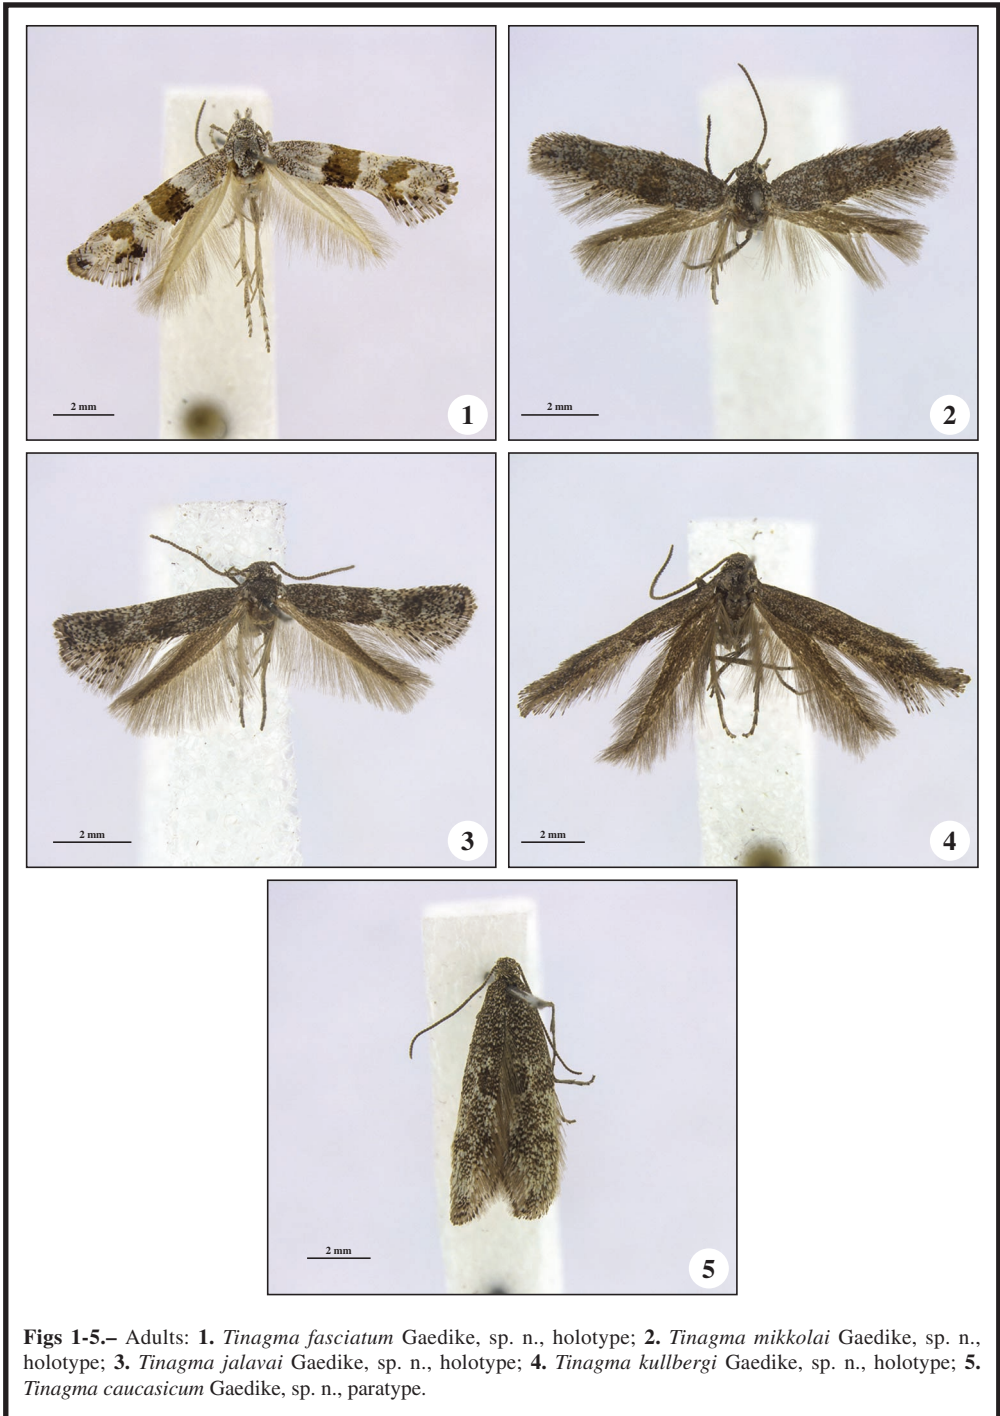 2 mm
1
2 mm
2
2 mm
3
2 mm
4
2 mm
5
Figs 1-5.– Adults: 1. Tinagma fasciatum Gaedike, sp. n., holotype; 2. Tinagma mikkolai Gaedike, sp. n.,
holotype; 3. Tinagma jalavai Gaedike, sp. n., holotype; 4. Tinagma kullbergi Gaedike, sp. n., holotype; 5.
Tinagma caucasicum Gaedike, sp. n., paratype.